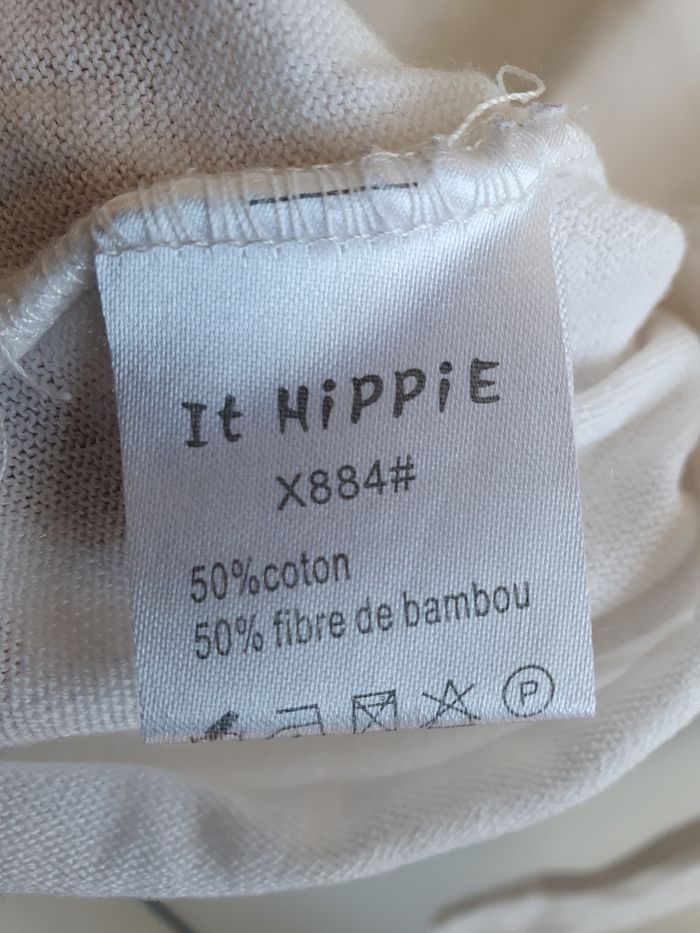 It HiPPiE
X884#
50%coton
50% fibre de bambou
P